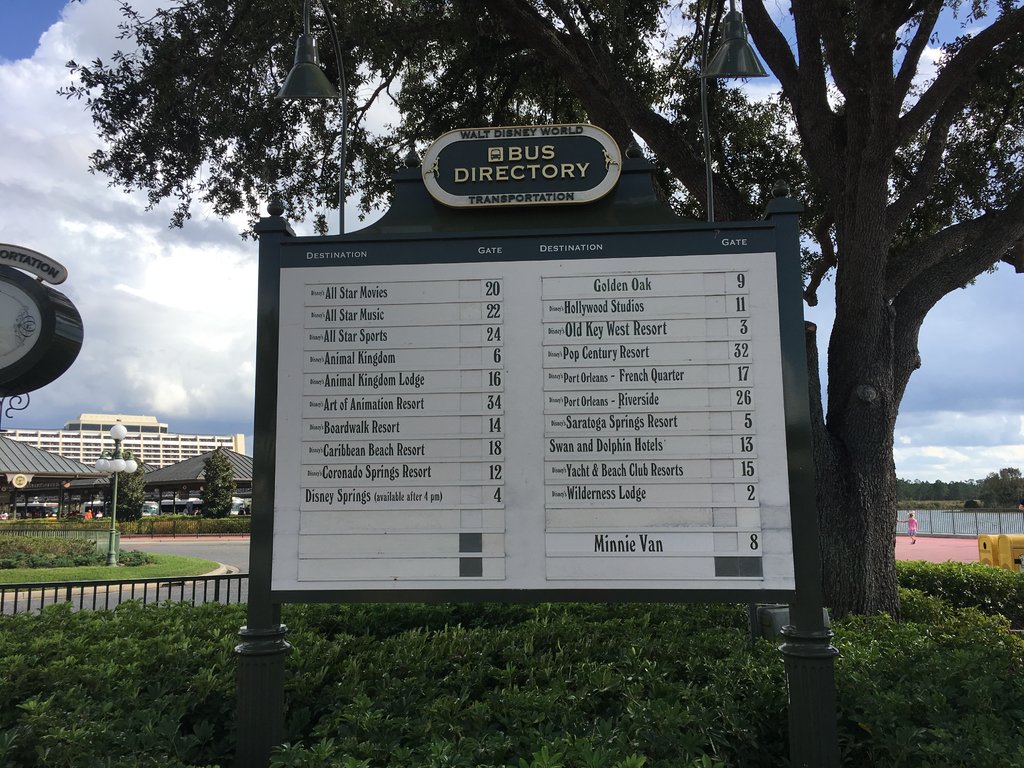 WALT DISNEY WORLD
BUS
DIRECTORY
TRANSPORTATION
ORTATION
DESTINATION GATE
Disney's All Star Movies 20
Disney's All Star Music 22
Disney's All Star Sports 24
Disney's Animal Kingdom 6
Disney's Animal Kingdom Lodge 16
Disney's Art of Animation Resort 34
Disney's Boardwalk Resort 14
Disney's Caribbean Beach Resort 18
Disney's Coronado Springs Resort 12
Disney Springs (available after 4 pm) 4
DESTINATION GATE
Golden Oak 9
Disney's Hollywood Studios 11
Disney's Old Key West Resort 3
Disney's Pop Century Resort 32
Disney's Port Orleans - French Quarter 17
Disney's Port Orleans - Riverside 26
Disney's Saratoga Springs Resort 5
Swan and Dolphin Hotels 13
Disney's Yacht & Beach Club Resorts 15
Disney's Wilderness Lodge 2
Minnie Van 8